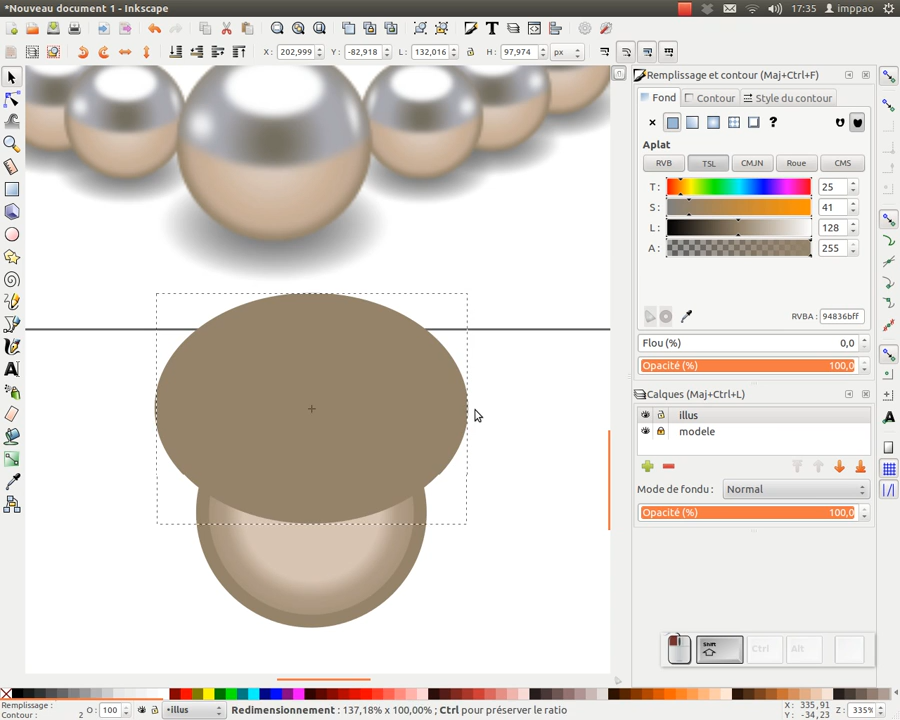 *Nouveau document 1 - Inkscape
17:35 imppao
X: 202,999 Y: -82,918 L: 132,016 H: 97,974 px
Remplissage et contour (Maj+Ctrl+F)
Fond Contour Style du contour
?
Aplat
RVB TSL CMJN Roue CMS
T: 25
S: 41
L: 128
A: 255
RVBA: 94836bff
Flou (%) 0,0
Opacité (%) 100,0
Calques (Maj+Ctrl+L)
illus
modele
Mode de fondu : Normal
Opacité (%) 100,0
Shift Ctrl Alt
Remplissage :
Contour : 2
O: 100
•illus
Redimensionnement : 137,18% x 100,00% ; Ctrl pour préserver le ratio
X: 335,91
Y: -34,23
Z: 335%